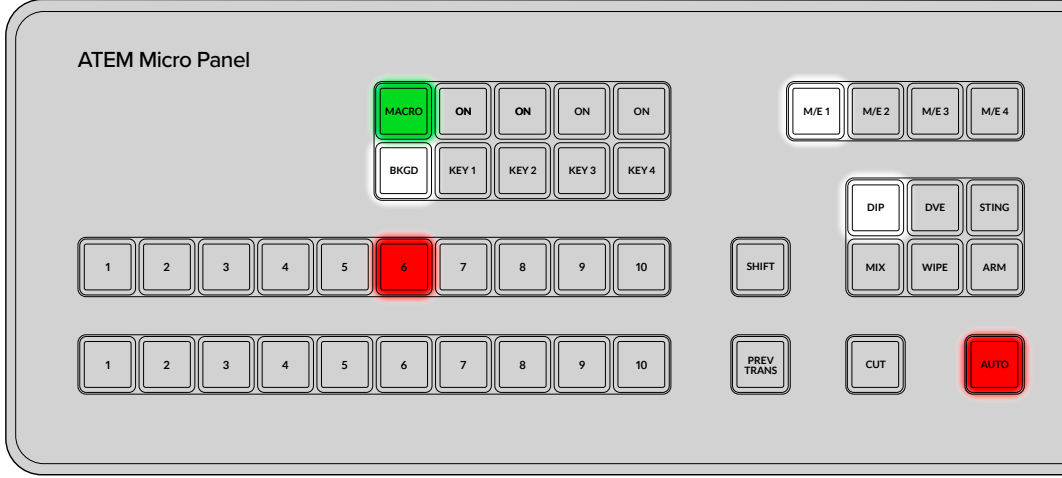 ATEM Micro Panel
MACRO ON ON ON ON
M/E 1 M/E 2 M/E 3 M/E 4
BKGD KEY 1 KEY 2 KEY 3 KEY 4
DIP DVE STING
1 2 3 4 5 6 7 8 9 10
SHIFT
MIX WIPE ARM
1 2 3 4 5 6 7 8 9 10
PREV
TRANS
CUT
AUTO